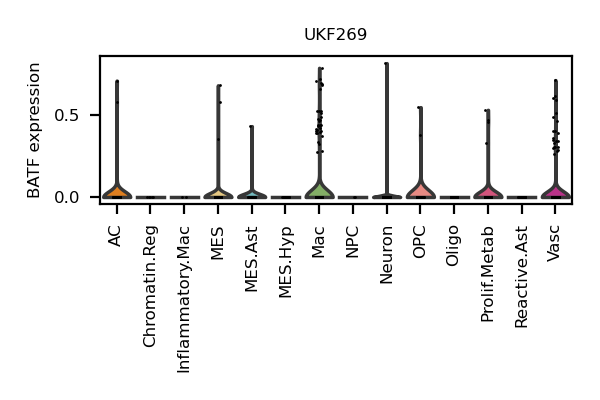 UKF269
BATF expression
0.5
0.0
AC
Chromatin.Reg
Inflammatory.Mac
MES
MES.Ast
MES.Hyp
Mac
NPC
Neuron
OPC
Oligo
Prolif.Metab
Reactive.Ast
Vasc